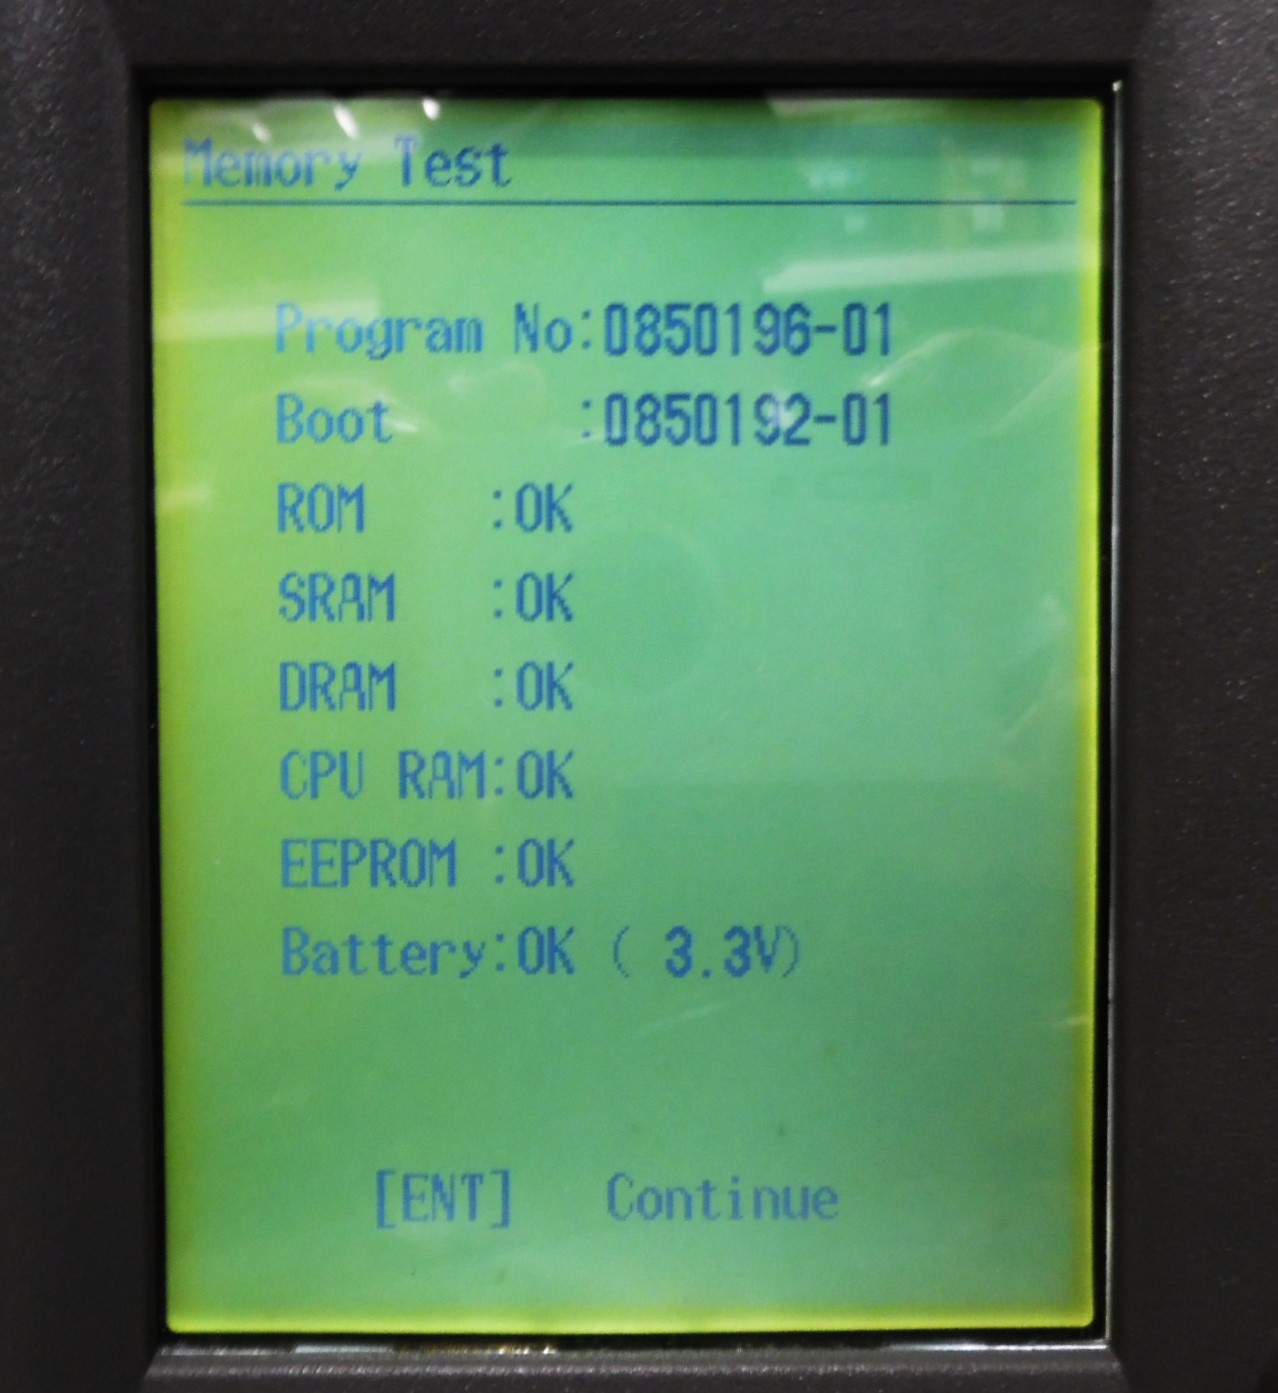 Memory Test
Program No:0850196-01
Boot :0850192-01
ROM :OK
SRAM :OK
DRAM :OK
CPU RAM:OK
EEPROM :OK
Battery:OK ( 3.3V)
[ENT] Continue